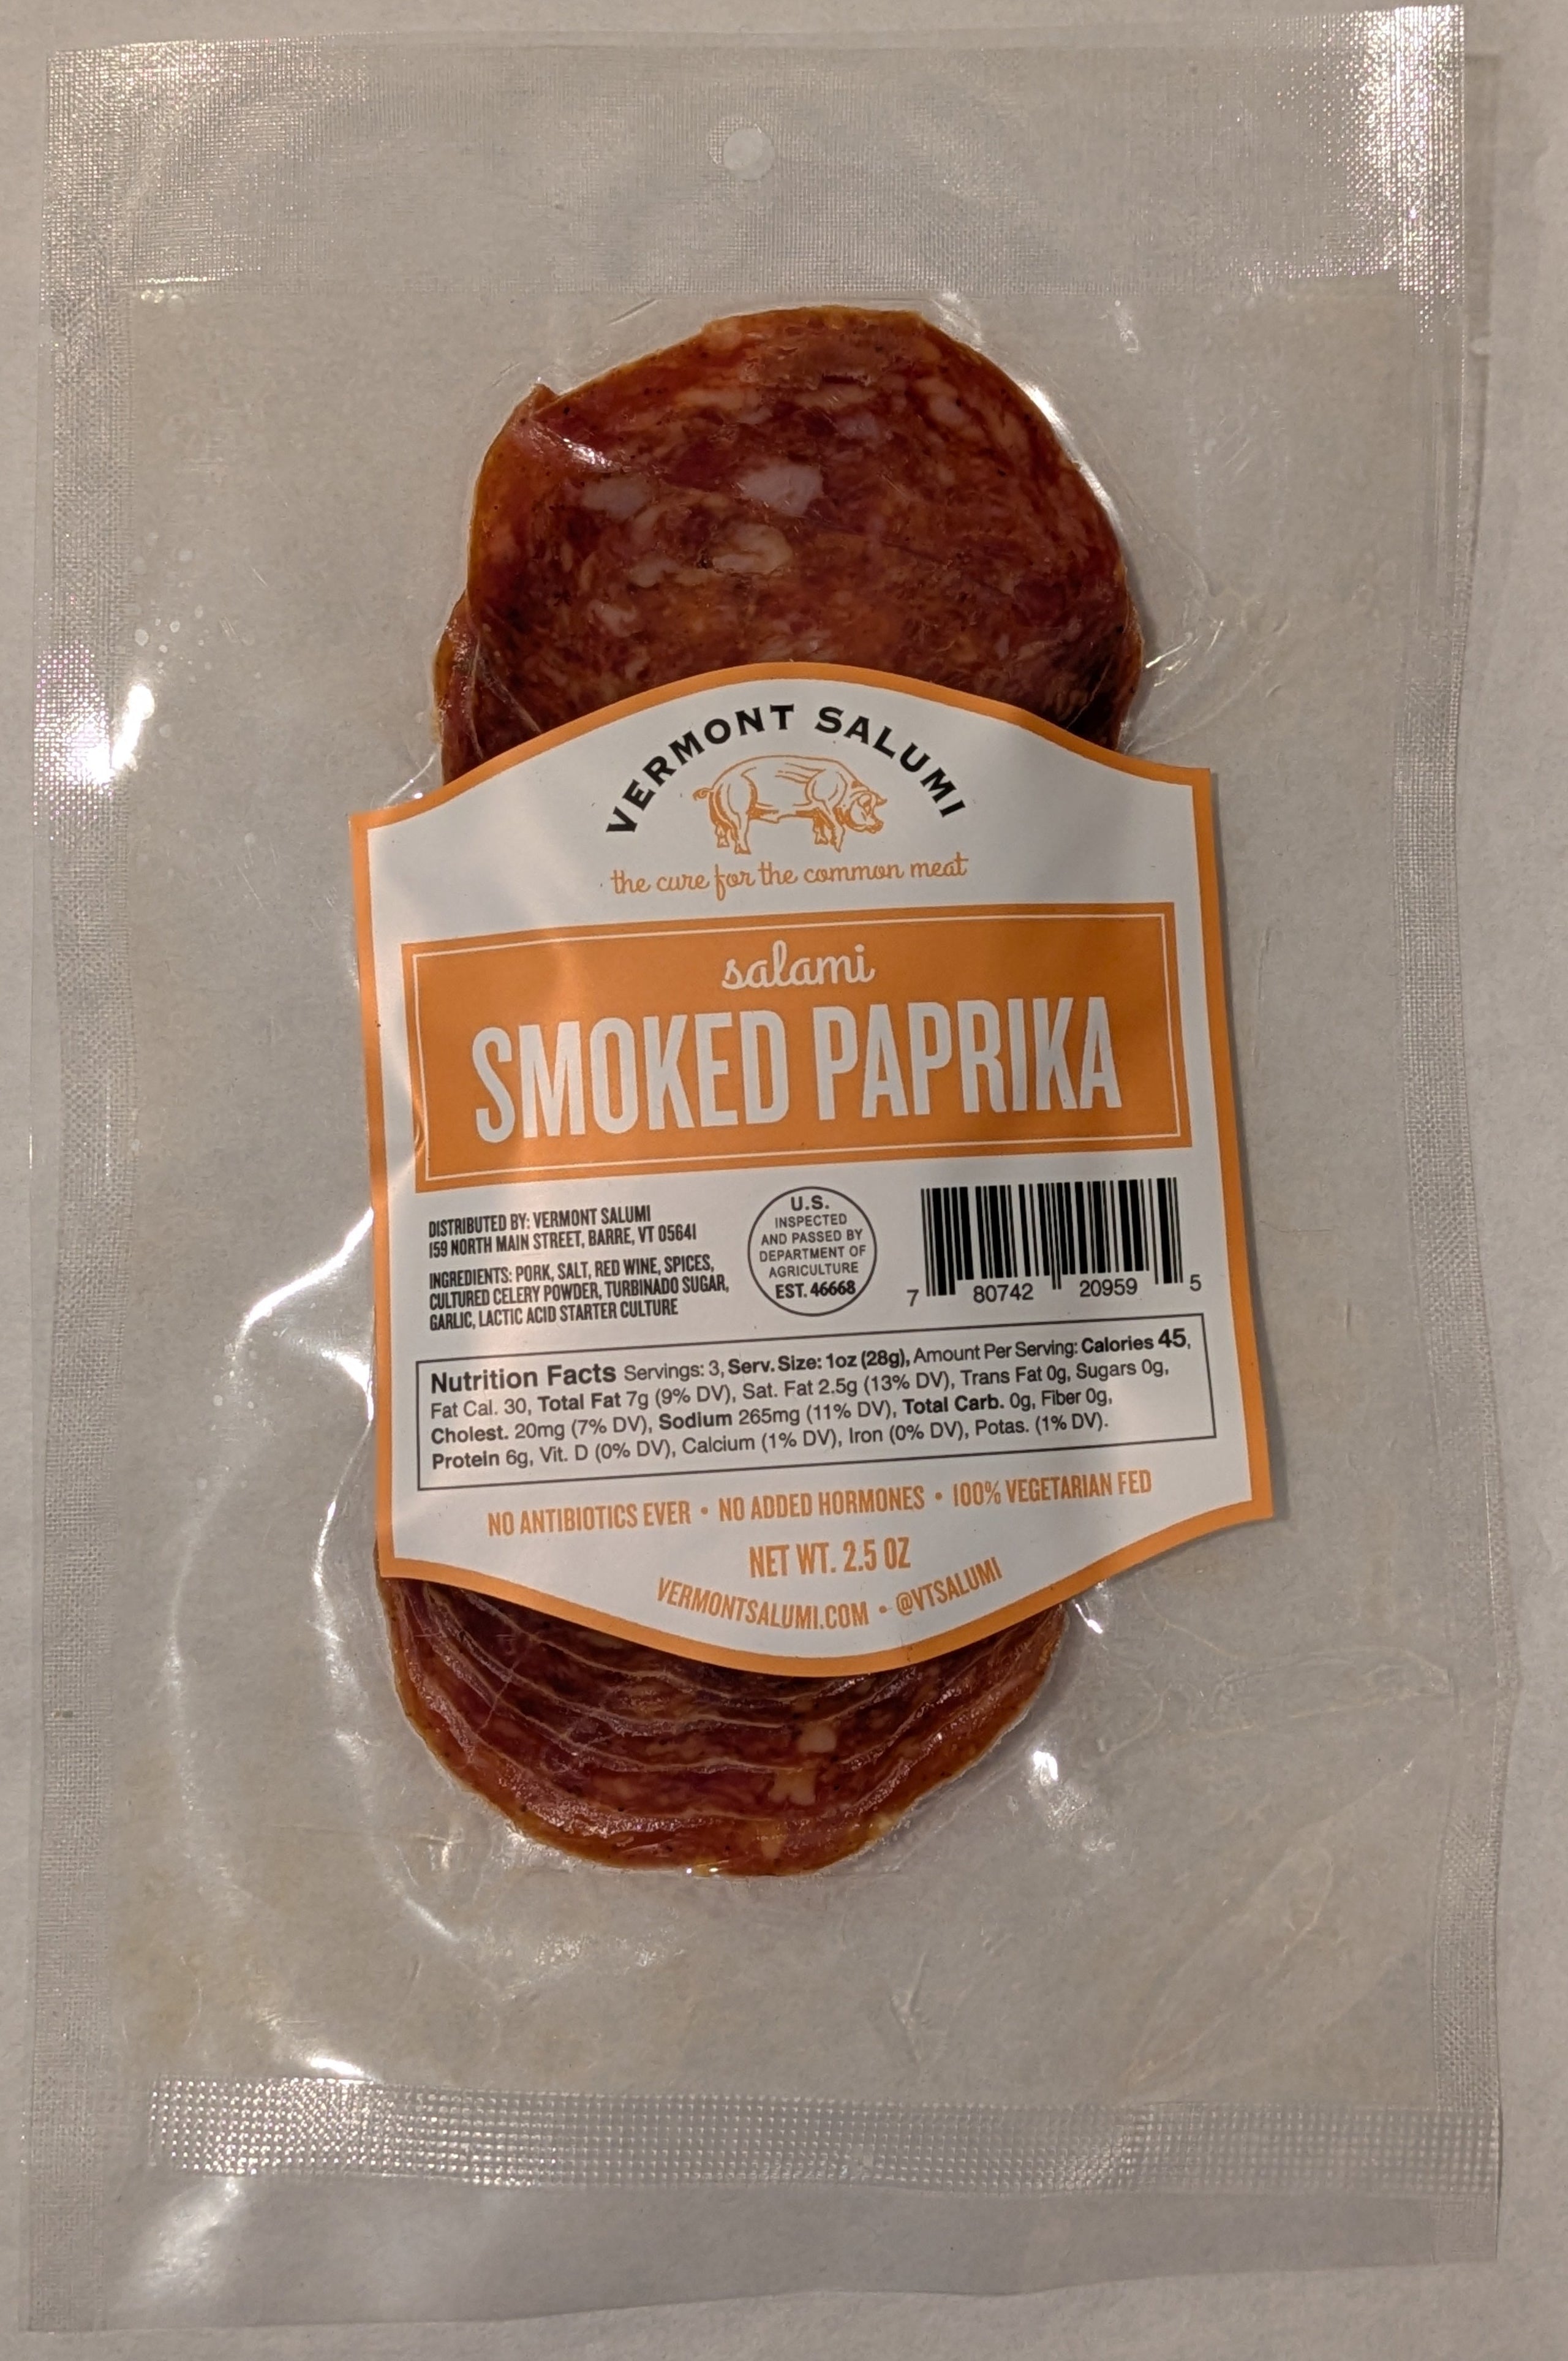 VERMONT SALUMI
the cure for the common meat
salami
SMOKED PAPRIKA
DISTRIBUTED BY: VERMONT SALUMI
159 NORTH MAIN STREET, BARRE, VT 05641
INGREDIENTS: PORK, SALT, RED WINE, SPICES,
CULTURED CELERY POWDER, TURBINADO SUGAR,
GARLIC, LACTIC ACID STARTER CULTURE
U.S.
INSPECTED
AND PASSED BY
DEPARTMENT OF
AGRICULTURE
EST. 46668
7 80742 20959 5
Nutrition Facts Servings: 3, Serv. Size: 1oz (28g), Amount Per Serving: Calories 45,
Fat Cal. 30, Total Fat 7g (9% DV), Sat. Fat 2.5g (13% DV), Trans Fat 0g, Sugars 0g,
Cholest. 20mg (7% DV), Sodium 265mg (11% DV), Total Carb. 0g, Fiber 0g,
Protein 6g, Vit. D (0% DV), Calcium (1% DV), Iron (0% DV), Potas. (1% DV).
NO ANTIBIOTICS EVER • NO ADDED HORMONES • 100% VEGETARIAN FED
NET WT. 2.5 OZ
VERMONTSALUMI.COM • @VTSALUMI